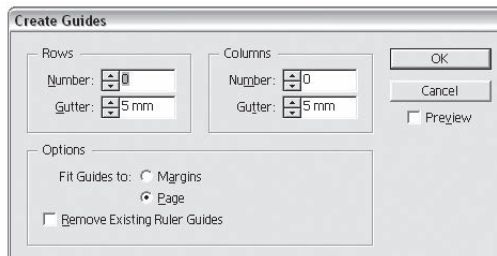 Create Guides
Rows
Number: 0
Gutter: 5 mm
Columns
Number: 0
Gutter: 5 mm
OK
Cancel
Preview
Options
Fit Guides to: Margins
Page
Remove Existing Ruler Guides